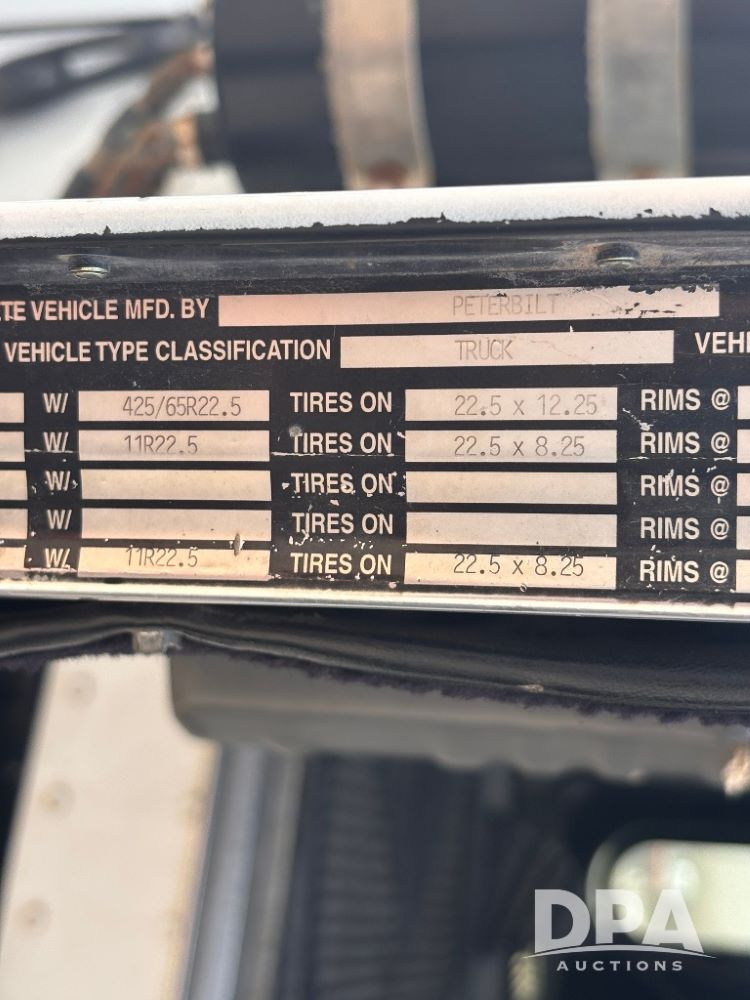 TE VEHICLE MFD. BY PETERBILT
VEHICLE TYPE CLASSIFICATION TRUCK VEHI
W/ 425/65R22.5 TIRES ON 22.5 x 12.25 RIMS @
W/ 11R22.5 TIRES ON 22.5 x 8.25 RIMS @
W/ TIRES ON RIMS @
W/ TIRES ON RIMS @
W/ 11R22.5 TIRES ON 22.5 x 8.25 RIMS @
DPA
AUCTIONS